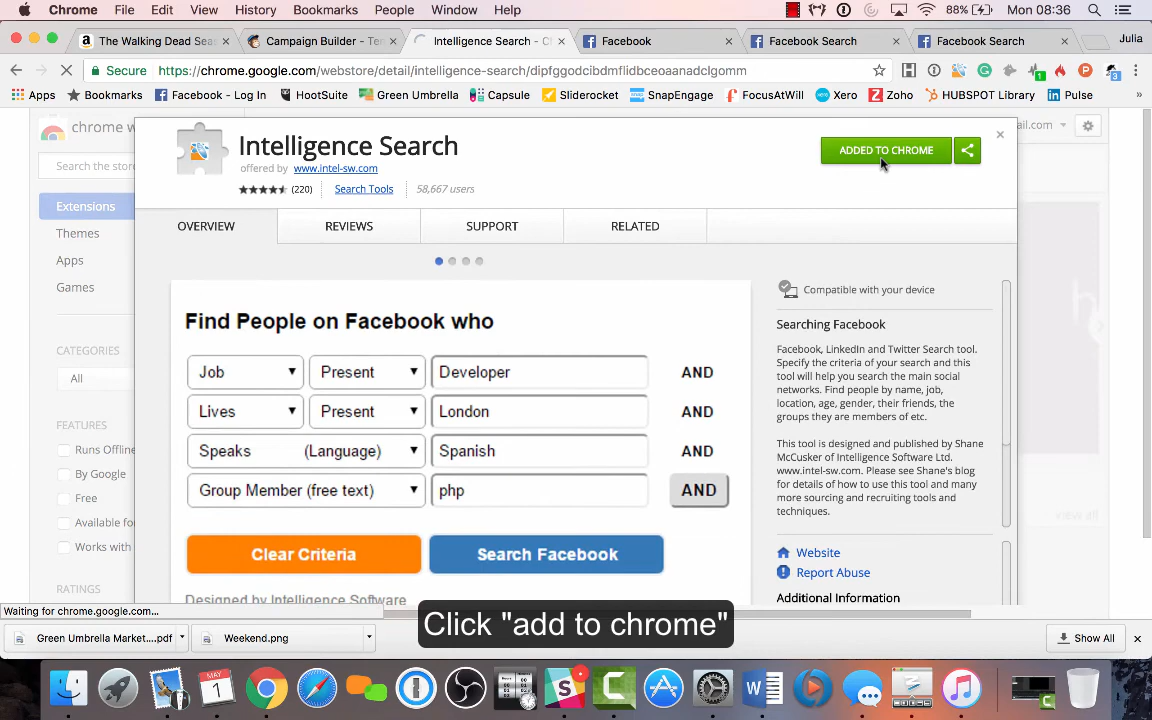 Chrome File Edit View History Bookmarks People Window Help 88% Mon 08:36
The Walking Dead Sea Campaign Builder - Ten Intelligence Search - Ch Facebook Facebook Search Facebook Search Julia
Secure https://chrome.google.com/webstore/detail/intelligence-search/dipfggodcibdmflidbceoaanadclgomm
Apps Bookmarks Facebook - Log In HootSuite Green Umbrella Capsule Sliderocket SnapEngage FocusAtWill Xero Zoho HUBSPOT Library Pulse »
chrome w
ail.com
Search the store
Extensions
Themes
Apps
Games
CATEGORIES
All
FEATURES
Runs Offline
By Google
Free
Available fo
Works with
RATINGS
Intelligence Search
offered by www.intel-sw.com
(220) Search Tools 58,667 users
ADDED TO CHROME
OVERVIEW REVIEWS SUPPORT RELATED
Find People on Facebook who
Job Present Developer AND
Lives Present London AND
Speaks (Language) Spanish AND
Group Member (free text) php AND
Clear Criteria Search Facebook
Designed by Intelligence Software
Compatible with your device
Searching Facebook
Facebook, LinkedIn and Twitter Search tool.
Specify the criteria of your search and this
tool will help you search the main social
networks. Find people by name, job,
location, age, gender, their friends, the
groups they are members of etc.
This tool is designed and published by Shane
McCusker of Intelligence Software Ltd.
www.intel-sw.com. Please see Shane's blog
for details of how to use this tool and many
more sourcing and recruiting tools and
techniques.
Website
Report Abuse
Additional Information
view all
Waiting for chrome.google.com...
Click "add to chrome"
Green Umbrella Market....pdf Weekend.png Show All
MAY
1